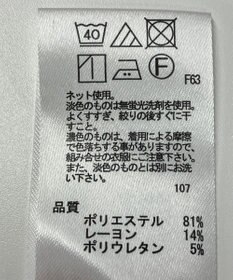 40
F
F63
ネット使用。
淡色のものは無蛍光洗剤を使用。
よくすすぎ、絞りの後すぐに干
すこと。
濃色のものは、着用による摩擦
で色落ちする事がありますので、
組み合せの衣服にご注意下さい。
また、淡色のものとは別にお洗
い下さい。
107
品質
ポリエステル 81%
レーヨン 14%
ポリウレタン 5%